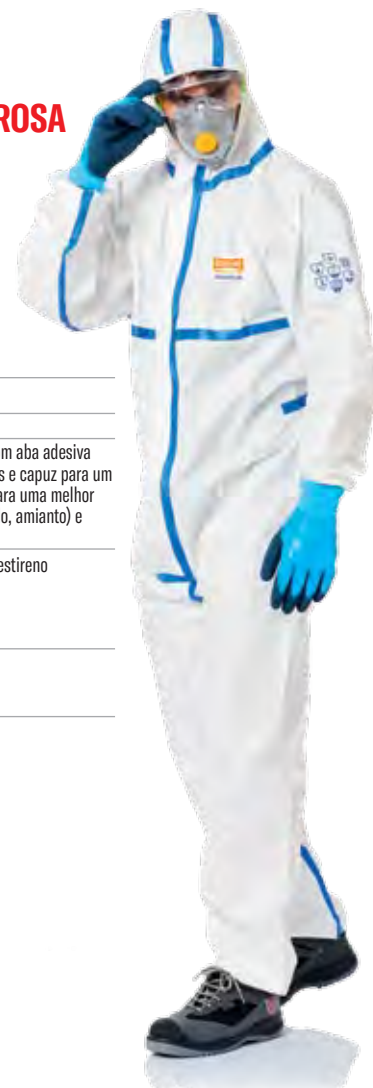 ROSA
m aba adesiva
s e capuz para um
ara uma melhor
o, amianto) e
estireno